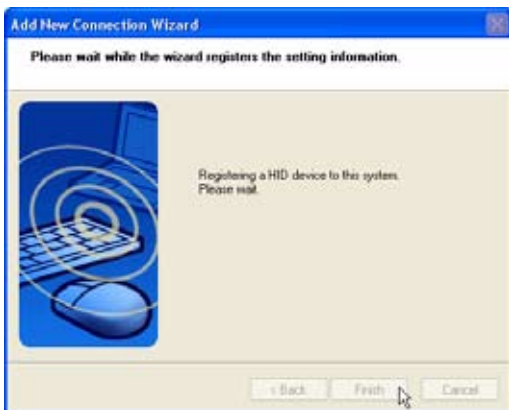 Add New Connection Wizard
Please wait while the wizard registers the setting information.
Registering a HID device to this system.
Please wait.
< Back
Finish
Cancel